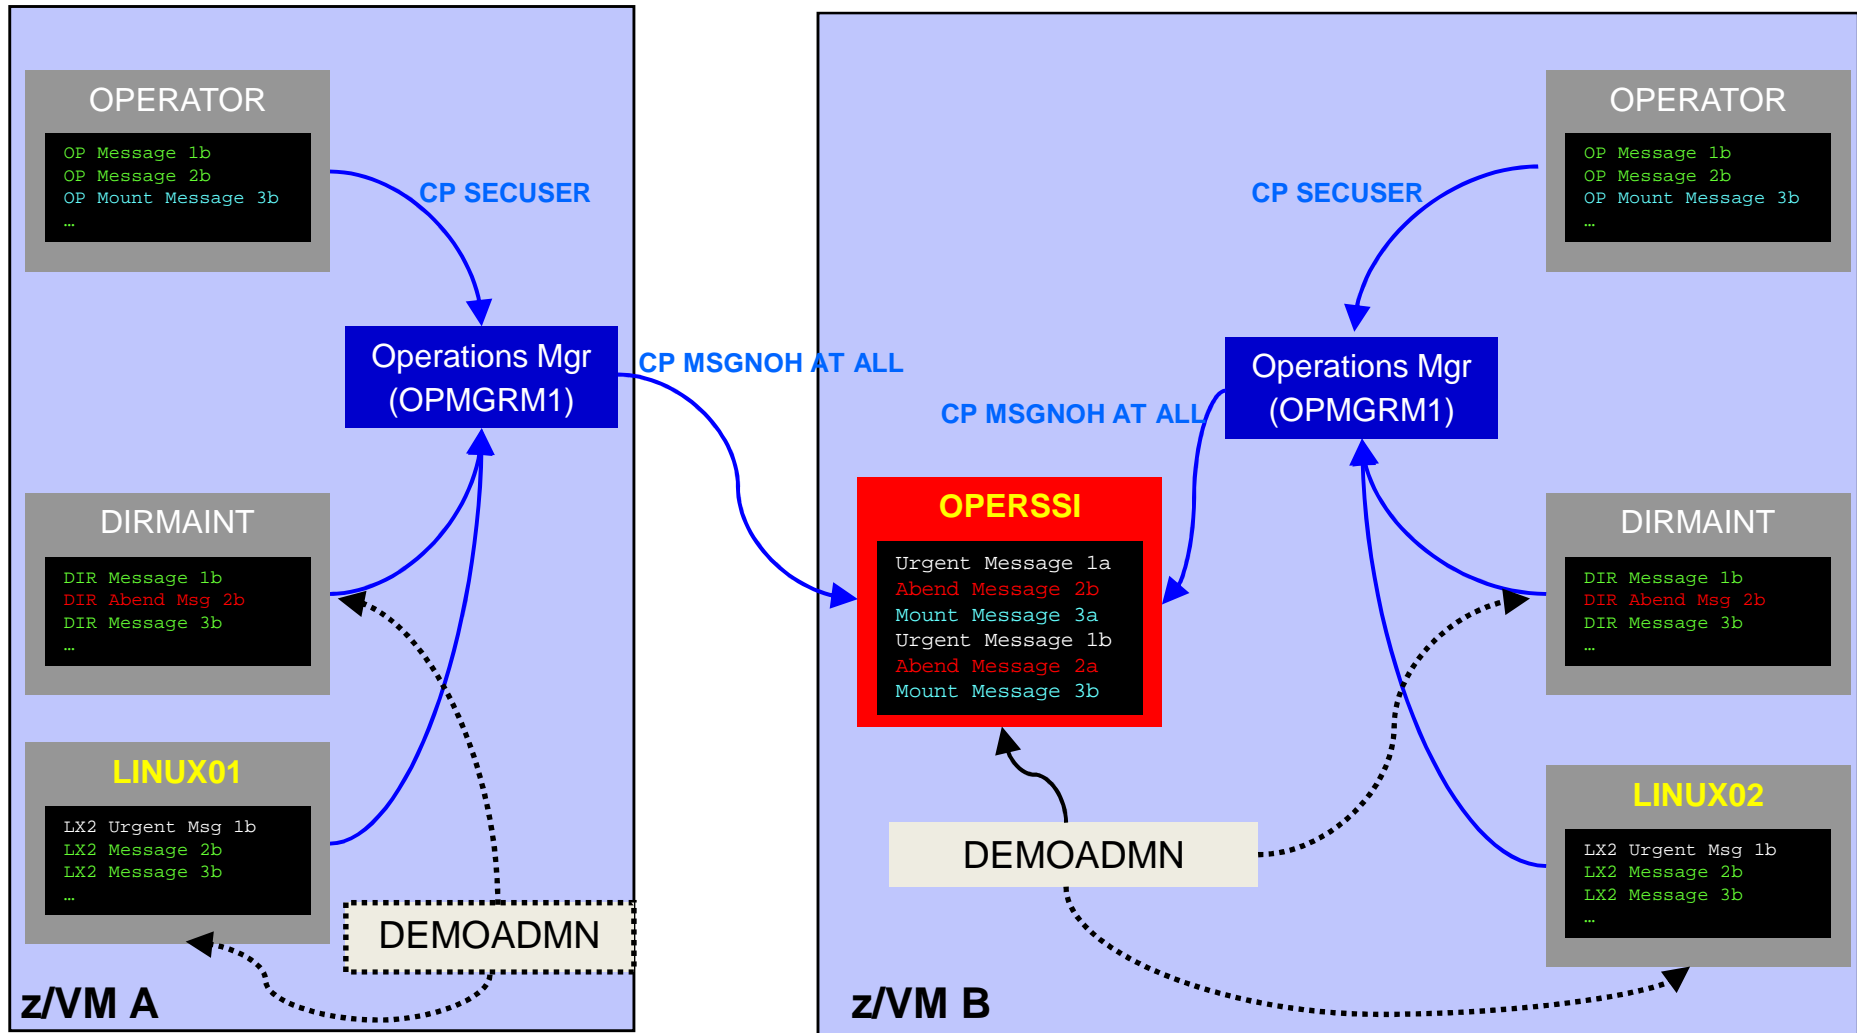 OPERATOR
OP Message 1b
OP Message 2b
OP Mount Message 3b
…
CP SECUSER
Operations Mgr
(OPMGRM1)
DIRMAINT
DIR Message 1b
DIR Abend Msg 2b
DIR Message 3b
…
LINUX01
LX2 Urgent Msg 1b
LX2 Message 2b
LX2 Message 3b
…
DEMOADMN
z/VM A
CP MSGNOH AT ALL
OPERATOR
OP Message 1b
OP Message 2b
OP Mount Message 3b
…
CP SECUSER
Operations Mgr
(OPMGRM1)
CP MSGNOH AT ALL
OPERSSI
Urgent Message 1a
Abend Message 2b
Mount Message 3a
Urgent Message 1b
Abend Message 2a
Mount Message 3b
DIRMAINT
DIR Message 1b
DIR Abend Msg 2b
DIR Message 3b
…
DEMOADMN
LINUX02
LX2 Urgent Msg 1b
LX2 Message 2b
LX2 Message 3b
…
z/VM B